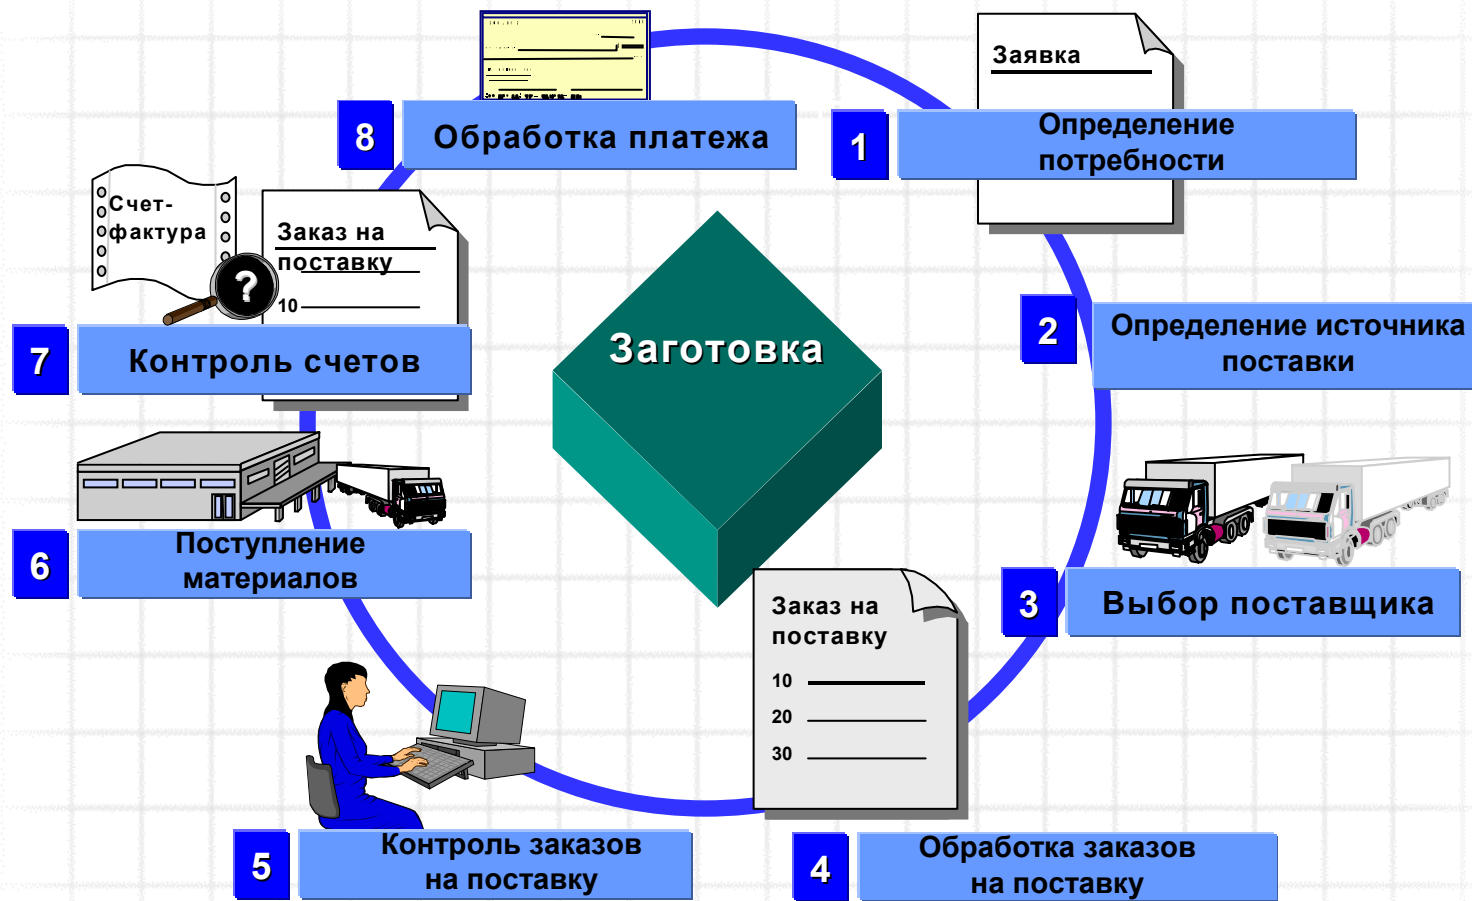 Заявка
1
Определение
потребности
2
Определение источника
поставки
3
Выбор поставщика
Заказ на
поставку
10
20
30
4
Обработка заказов
на поставку
5
Контроль заказов
на поставку
6
Поступление
материалов
Счет-
фактура
?
Заказ на
поставку
10
7
Контроль счетов
8
Обработка платежа
Заготовка